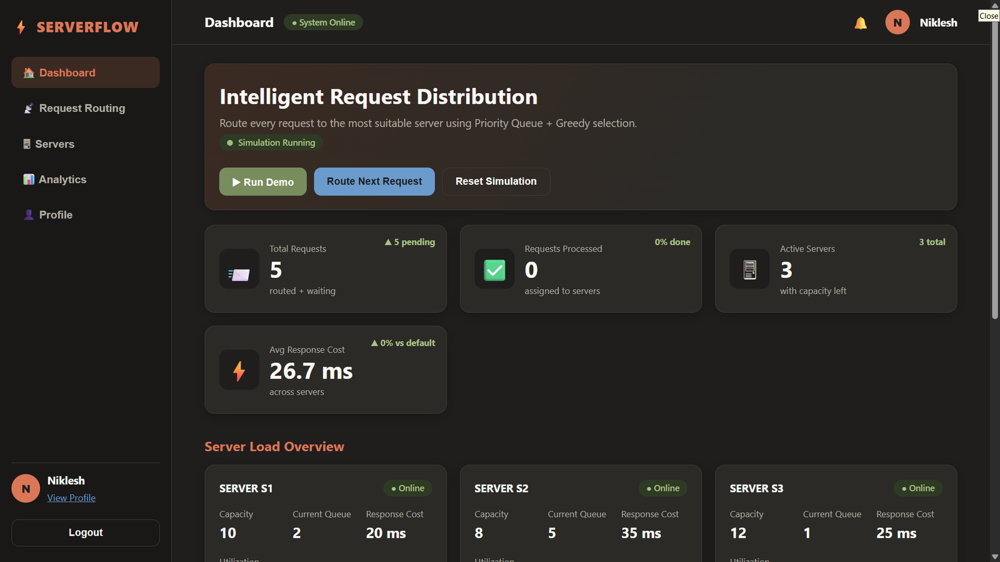 SERVERFLOW
Dashboard
Request Routing
Servers
Analytics
Profile
Niklesh
View Profile
Logout
N
Dashboard
● System Online
N
Niklesh
Close
Intelligent Request Distribution
Route every request to the most suitable server using Priority Queue + Greedy selection.
● Simulation Running
▶ Run Demo
Route Next Request
Reset Simulation
Total Requests
▲ 5 pending
5
routed + waiting
Requests Processed
0% done
0
assigned to servers
Active Servers
3 total
3
with capacity left
Avg Response Cost
▲ 0% vs default
26.7 ms
across servers
Server Load Overview
SERVER S1
● Online
Capacity Current Queue Response Cost
10 2 20 ms
Utilization
SERVER S2
● Online
Capacity Current Queue Response Cost
8 5 35 ms
Utilization
SERVER S3
● Online
Capacity Current Queue Response Cost
12 1 25 ms
Utilization